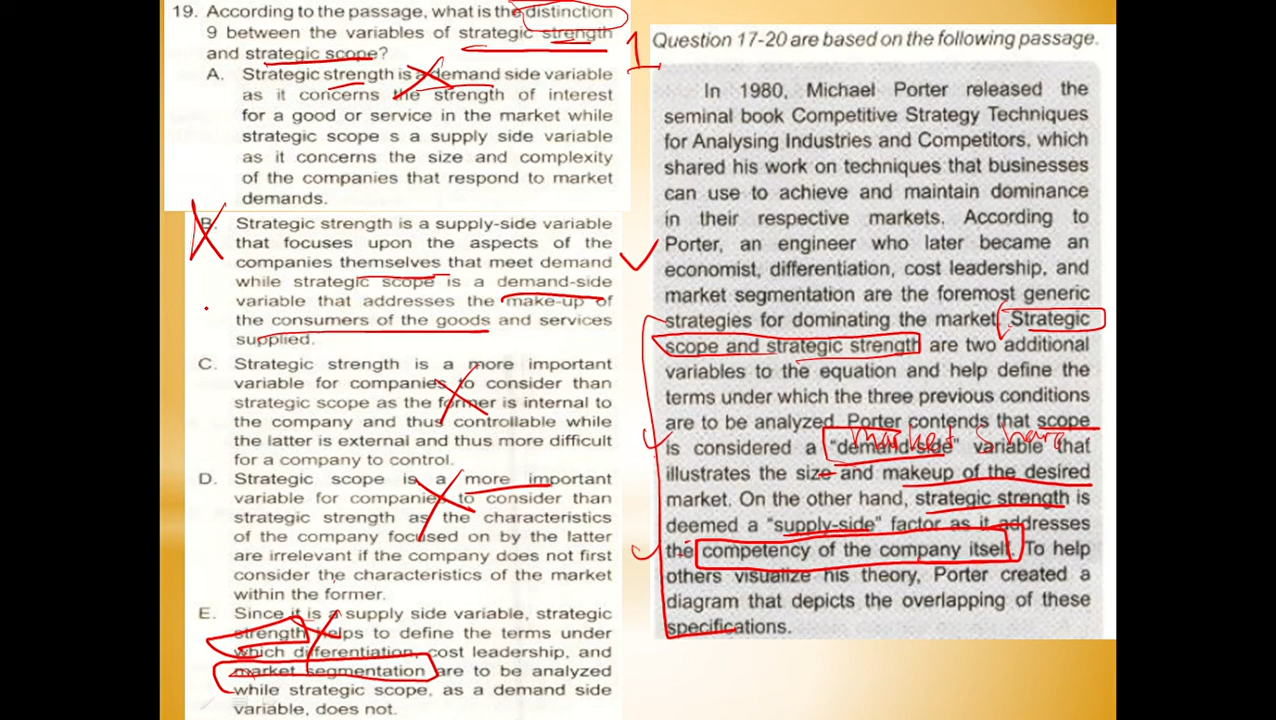 19. According to the passage, what is the distinction
9 between the variables of strategic strength
and strategic scope?
A. Strategic strength is a demand side variable
as it concerns the strength of interest
for a good or service in the market while
strategic scope s a supply side variable
as it concerns the size and complexity
of the companies that respond to market
demands.
B. Strategic strength is a supply-side variable
that focuses upon the aspects of the
companies themselves that meet demand
while strategic scope is a demand-side
variable that addresses the make-up of
the consumers of the goods and services
supplied.
C. Strategic strength is a more important
variable for companies to consider than
strategic scope as the former is internal to
the company and thus controllable while
the latter is external and thus more difficult
for a company to control.
D. Strategic scope is a more important
variable for companies to consider than
strategic strength as the characteristics
of the company focused on by the latter
are irrelevant if the company does not first
consider the characteristics of the market
within the former.
E. Since it is a supply side variable, strategic
strength helps to define the terms under
which differentiation, cost leadership, and
market segmentation are to be analyzed
while strategic scope, as a demand side
variable, does not.
1
Question 17-20 are based on the following passage.
In 1980, Michael Porter released the
seminal book Competitive Strategy Techniques
for Analysing Industries and Competitors, which
shared his work on techniques that businesses
can use to achieve and maintain dominance
in their respective markets. According to
Porter, an engineer who later became an
economist, differentiation, cost leadership, and
market segmentation are the foremost generic
strategies for dominating the market. Strategic
scope and strategic strength are two additional
variables to the equation and help define the
terms under which the three previous conditions
are to be analyzed. Porter contends that scope
market share
is considered a "demand-side" variable that
illustrates the size and makeup of the desired
market. On the other hand, strategic strength is
deemed a "supply-side" factor as it addresses
the competency of the company itself. To help
others visualize his theory, Porter created a
diagram that depicts the overlapping of these
specifications.